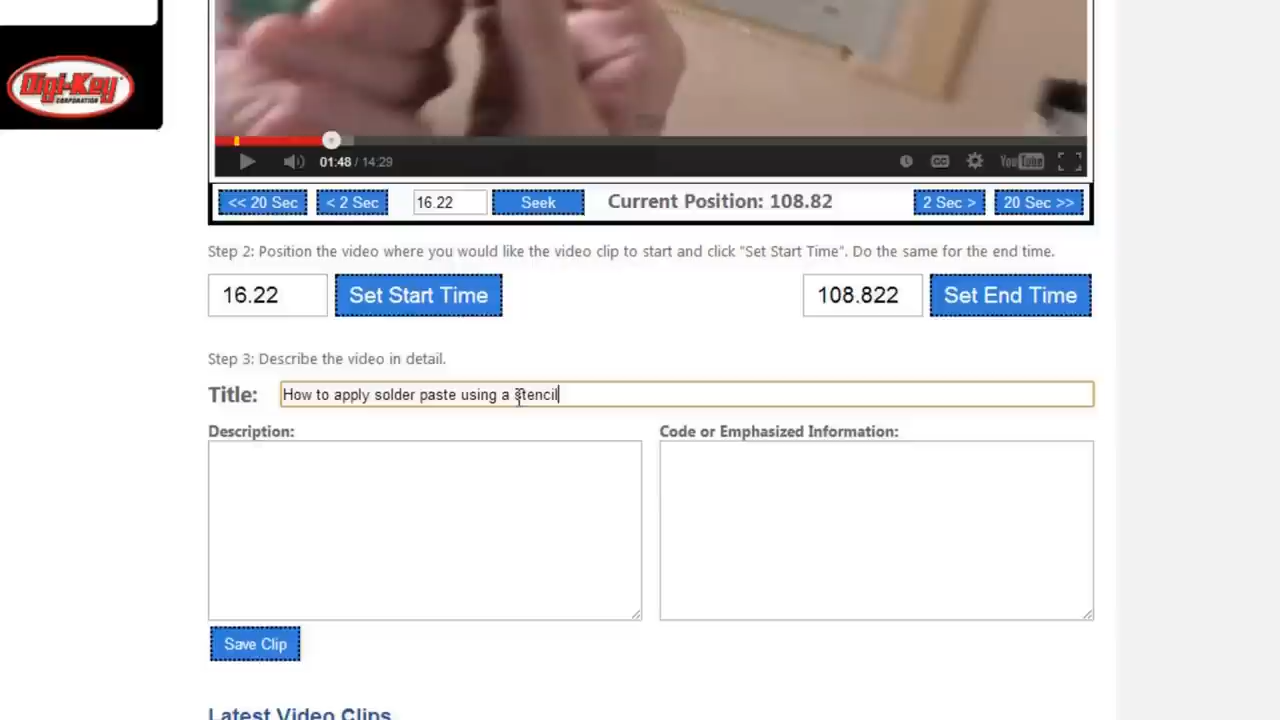 Digi-Key
CORPORATION
01:48 / 14:29
CC
YouTube
<< 20 Sec
< 2 Sec
16.22
Seek
Current Position: 108.82
2 Sec >
20 Sec >>
Step 2: Position the video where you would like the video clip to start and click "Set Start Time". Do the same for the end time.
16.22
Set Start Time
108.822
Set End Time
Step 3: Describe the video in detail.
Title:
How to apply solder paste using a stencil
Description:
Code or Emphasized Information:
Save Clip
Latest Video Clips